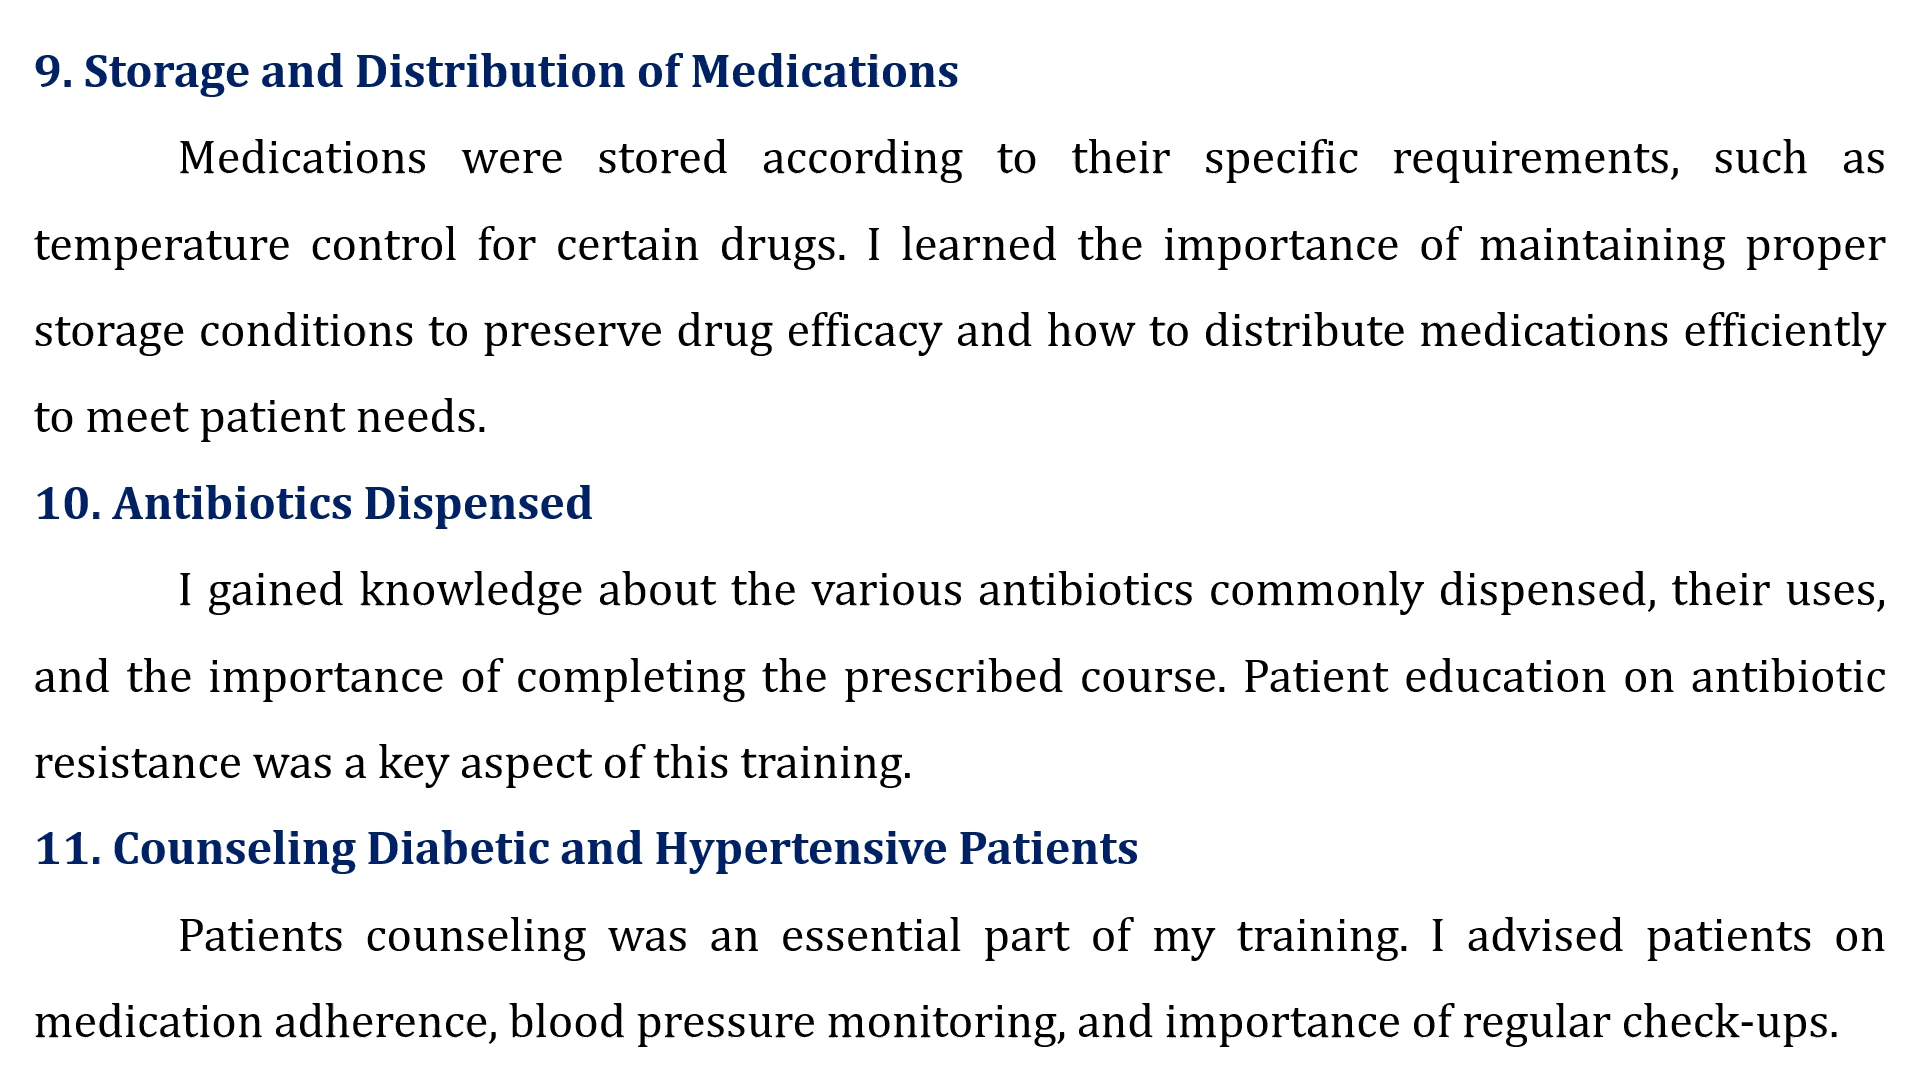 9. Storage and Distribution of Medications
Medications were stored according to their specific requirements, such as
temperature control for certain drugs. I learned the importance of maintaining proper
storage conditions to preserve drug efficacy and how to distribute medications efficiently
to meet patient needs.
10. Antibiotics Dispensed
I gained knowledge about the various antibiotics commonly dispensed, their uses,
and the importance of completing the prescribed course. Patient education on antibiotic
resistance was a key aspect of this training.
11. Counseling Diabetic and Hypertensive Patients
Patients counseling was an essential part of my training. I advised patients on
medication adherence, blood pressure monitoring, and importance of regular check-ups.